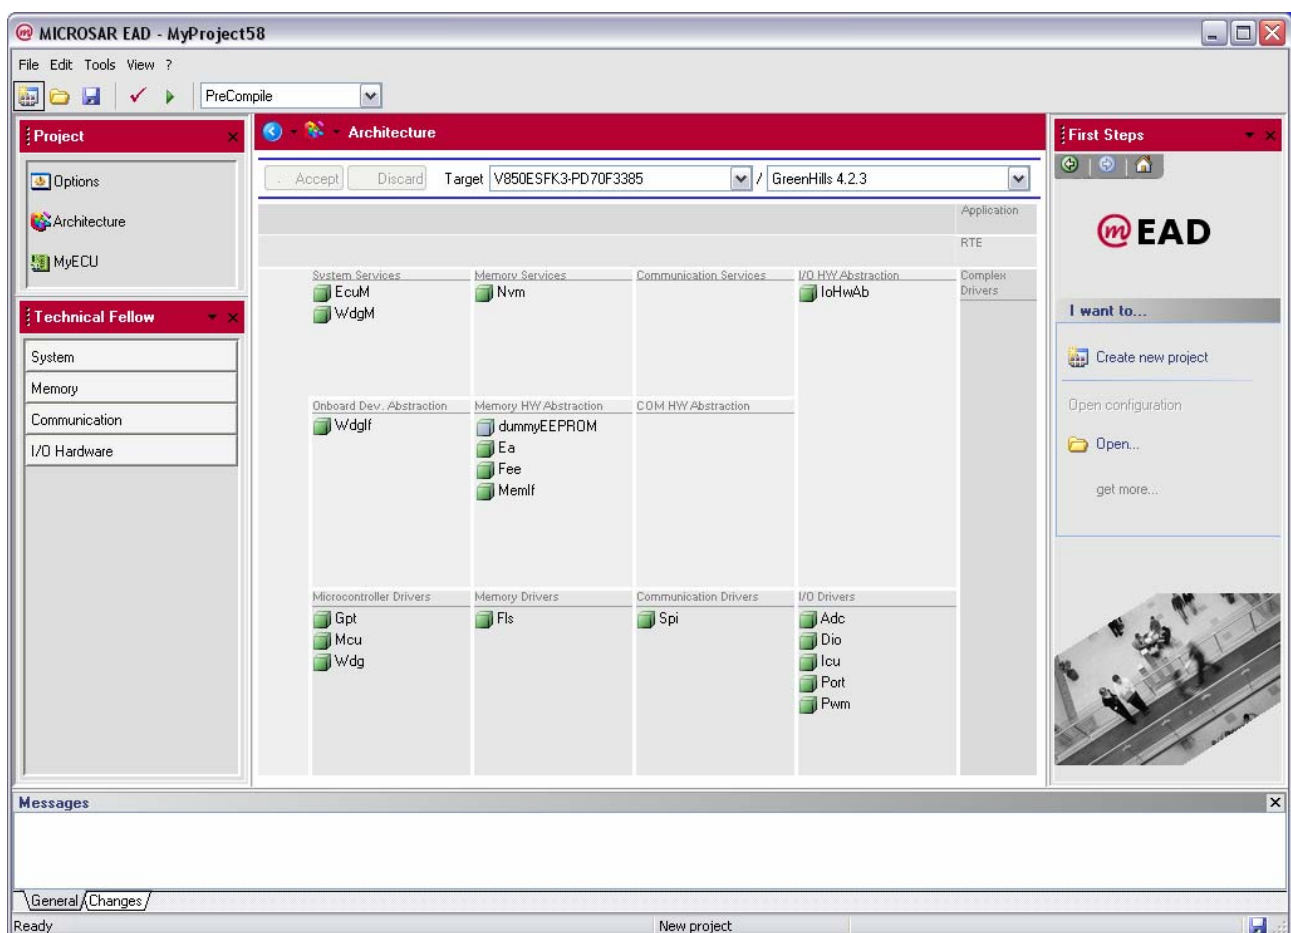 MICROSAR EAD - MyProject58
File Edit Tools View ?
PreCompile
Project
Options
Architecture
MyECU
Technical Fellow
System
Memory
Communication
I/O Hardware
Architecture
Accept Discard Target V850ESFK3-PD70F3385 / GreenHills 4.2.3
Application
RTE
System Services Memory Services Communication Services I/O HW Abstraction Complex Drivers
EcuM Nvm IoHwAb
WdgM
Onboard Dev. Abstraction Memory HW Abstraction COM HW Abstraction
WdgIf dummyEEPROM
Ea
Fee
MemIf
Microcontroller Drivers Memory Drivers Communication Drivers I/O Drivers
Gpt Fls Spi Adc
Mcu Dio
Wdg Icu
Port
Pwm
First Steps
m EAD
I want to...
Create new project
Open configuration
Open...
get more...
Messages
General Changes
Ready New project